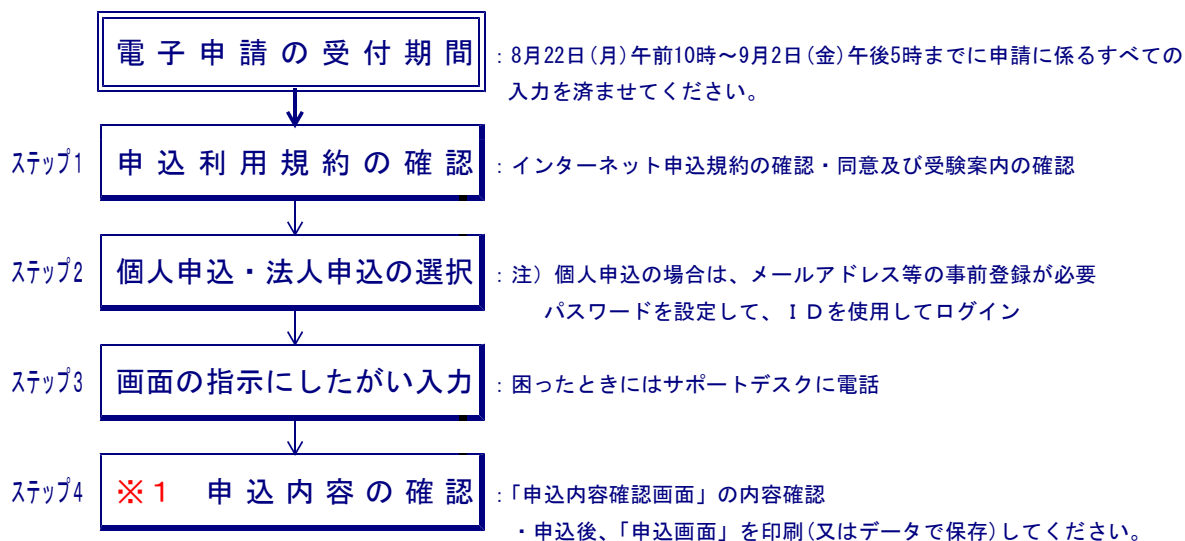 電子申請の受付期間 ：8月22日(月)午前10時～9月2日(金)午後5時までに申請に係るすべての
入力を済ませてください。
ステップ1 申込利用規約の確認 ：インターネット申込規約の確認・同意及び受験案内の確認
ステップ2 個人申込・法人申込の選択 ：注）個人申込の場合は、メールアドレス等の事前登録が必要
パスワードを設定して、ＩＤを使用してログイン
ステップ3 画面の指示にしたがい入力 ：困ったときにはサポートデスクに電話
ステップ4 ※１ 申込内容の確認 ：「申込内容確認画面」の内容確認
・申込後、「申込画面」を印刷(又はデータで保存)してください。